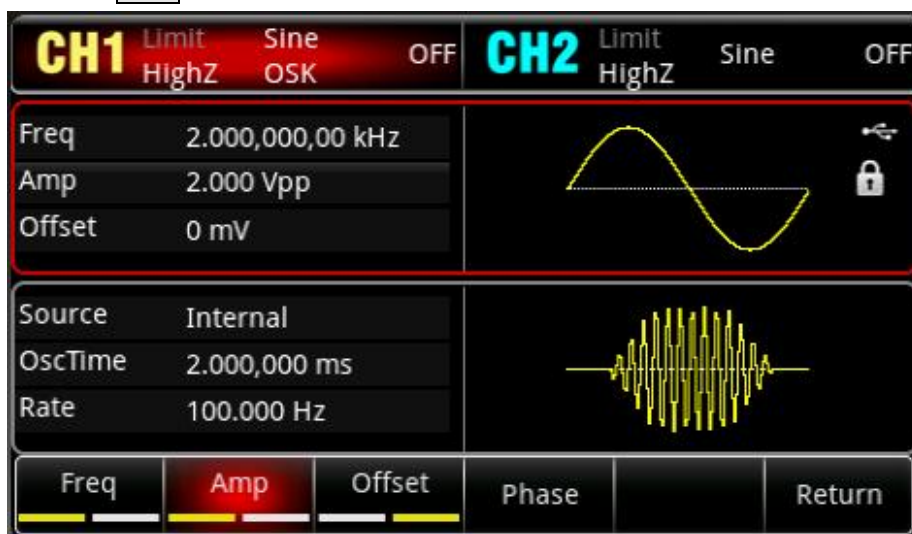 CH1 Limit Sine OFF CH2 Limit Sine OFF
HighZ OSK HighZ
Freq 2.000,000,00 kHz
Amp 2.000 Vpp
Offset 0 mV
Source Internal
OscTime 2.000,000 ms
Rate 100.000 Hz
Freq Amp Offset Phase Return